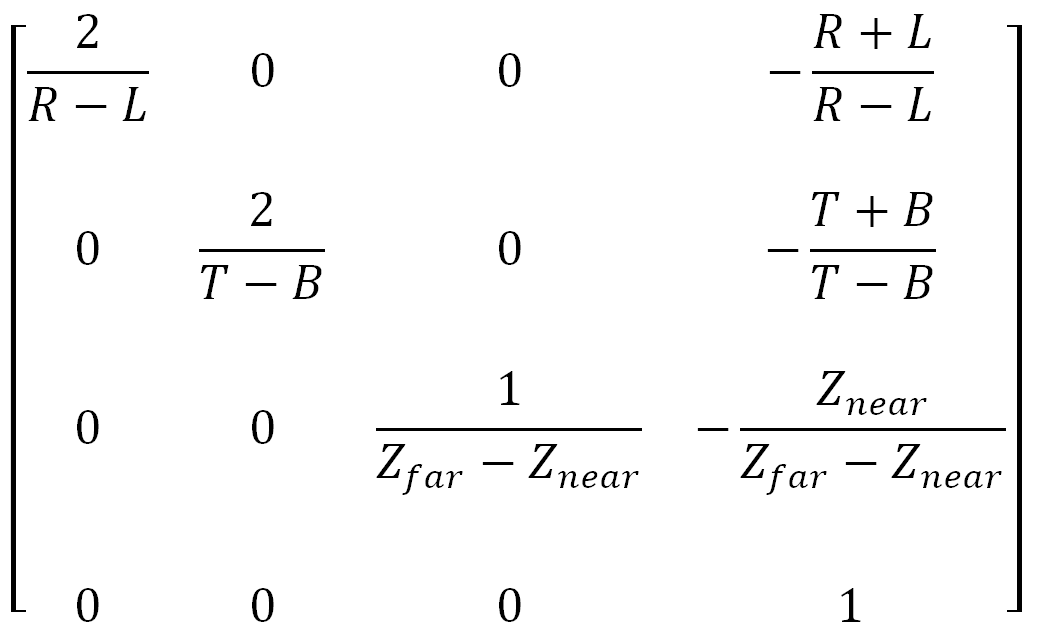 2/(R − L) 0 0 −(R + L)/(R − L)
0 2/(T − B) 0 −(T + B)/(T − B)
0 0 1/(Z_far − Z_near) −Z_near/(Z_far − Z_near)
0 0 0 1